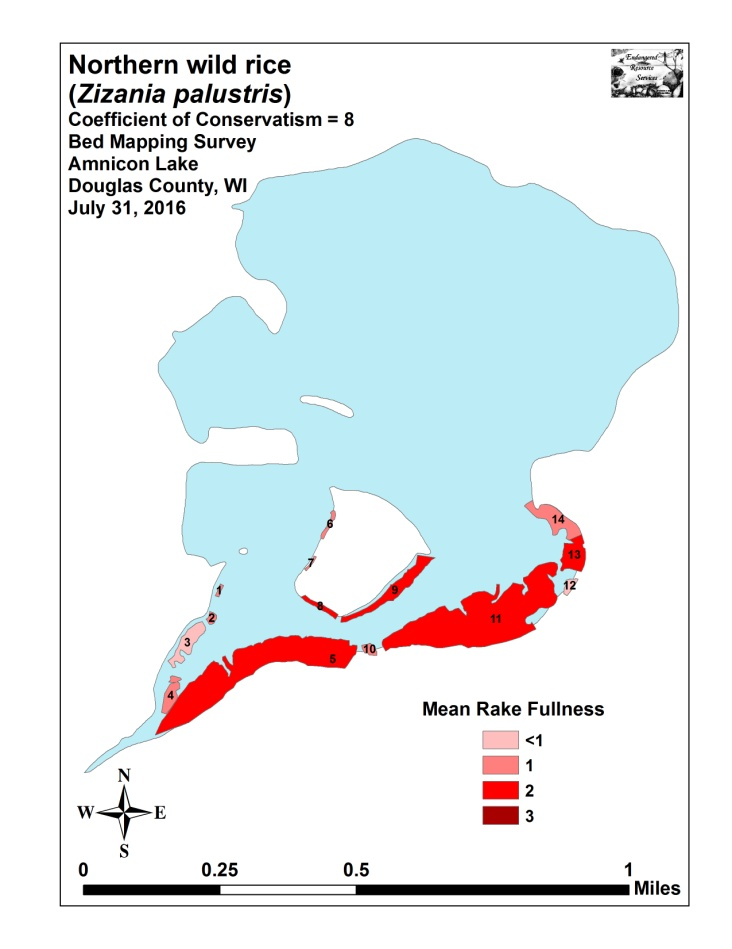 Northern wild rice
(Zizania palustris)
Coefficient of Conservatism = 8
Bed Mapping Survey
Amnicon Lake
Douglas County, WI
July 31, 2016
Endangered
Resource
Services
14
6
13
7
12
1
9
8
2
11
3
10
5
4
Mean Rake Fullness
<1
1
2
3
N
W E
S
0 0.25 0.5 1
Miles